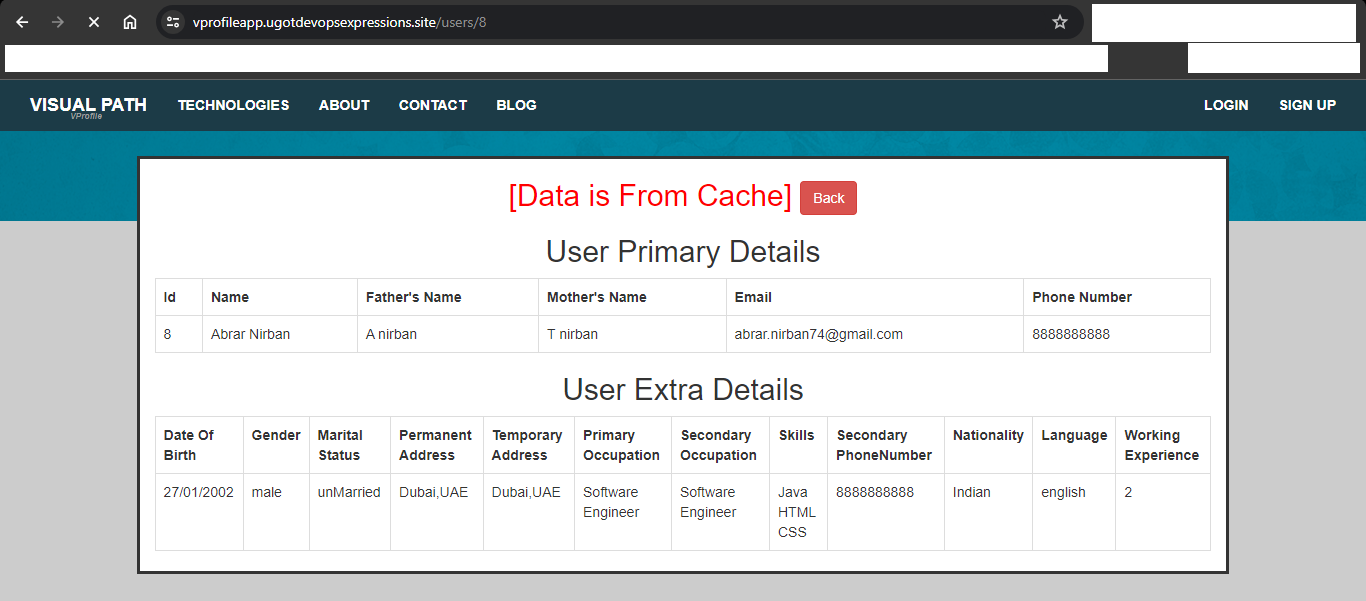 vprofileapp.ugotdevopsexpressions.site/users/8
VISUAL PATH TECHNOLOGIES ABOUT CONTACT BLOG LOGIN SIGN UP
VProfile
[Data is From Cache] Back
User Primary Details
Id Name Father's Name Mother's Name Email Phone Number
8 Abrar Nirban A nirban T nirban abrar.nirban74@gmail.com 8888888888
User Extra Details
Date Of Gender Marital Permanent Temporary Primary Secondary Skills Secondary Nationality Language Working
Birth Status Address Address Occupation Occupation PhoneNumber Experience
27/01/2002 male unMarried Dubai,UAE Dubai,UAE Software Software Java 8888888888 Indian english 2
Engineer Engineer HTML
CSS